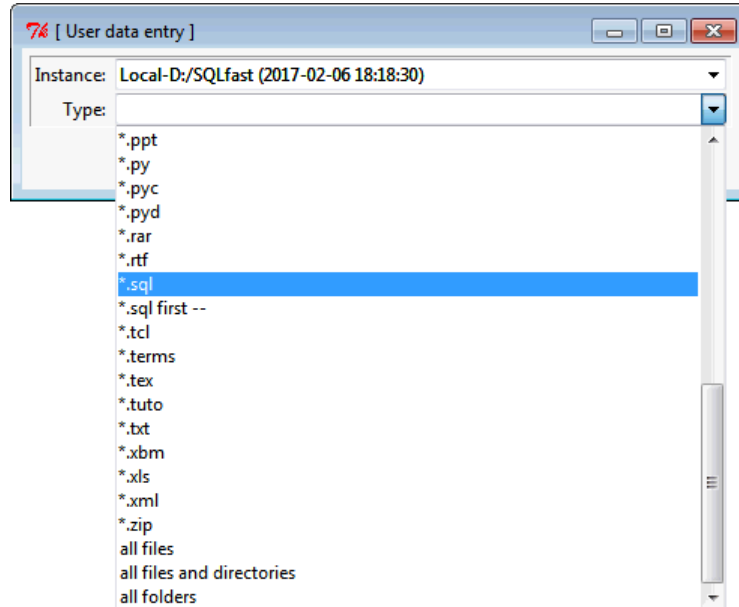 [ User data entry ]
Instance: Local-D:/SQLfast (2017-02-06 18:18:30)
Type:
*.ppt
*.py
*.pyc
*.pyd
*.rar
*.rtf
*.sql
*.sql first --
*.tcl
*.terms
*.tex
*.tuto
*.txt
*.xbm
*.xls
*.xml
*.zip
all files
all files and directories
all folders